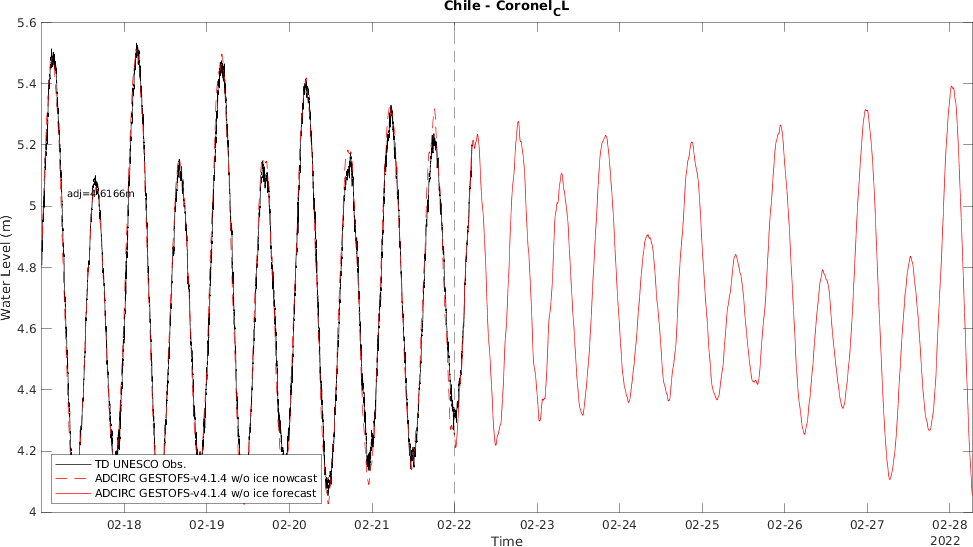 Chile - Coronel_CL
5.6
5.4
5.2
5
4.8
4.6
4.4
4.2
4
Water Level (m)
adj=4.6166m
TD UNESCO Obs.
ADCIRC GESTOFS-v4.1.4 w/o ice nowcast
ADCIRC GESTOFS-v4.1.4 w/o ice forecast
02-18 02-19 02-20 02-21 02-22 02-23 02-24 02-25 02-26 02-27 02-28
Time 2022